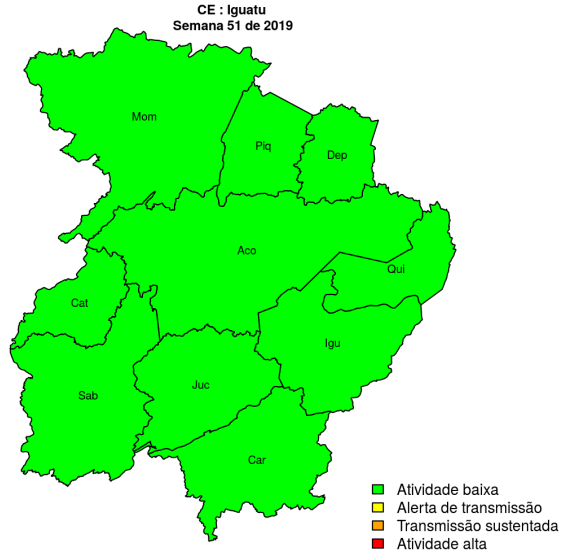 CE : Iguatu
Semana 51 de 2019
Mom
Piq
Dep
Aco
Qui
Cat
Igu
Sab
Juc
Car
Atividade baixa
Alerta de transmissão
Transmissão sustentada
Atividade alta